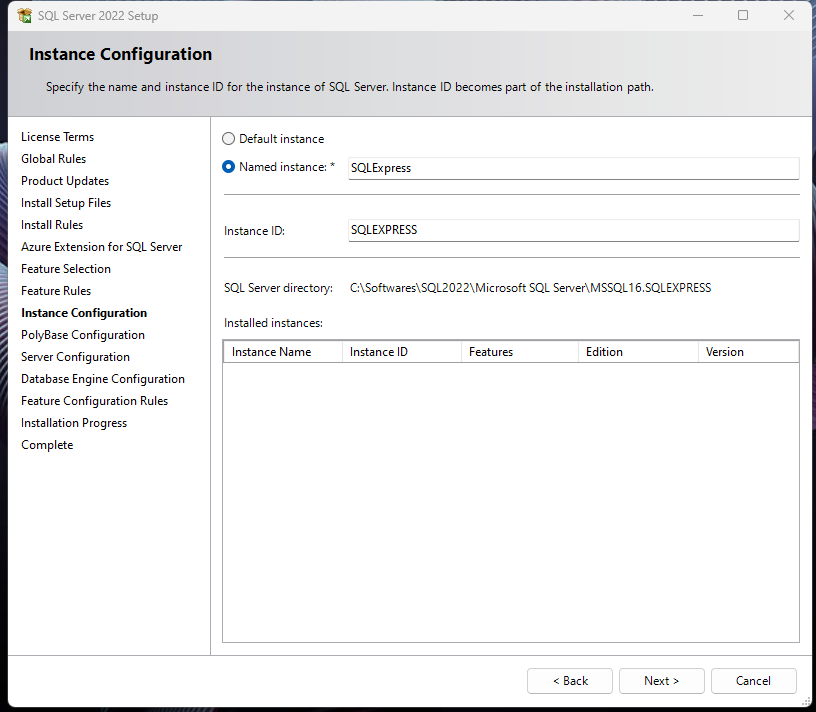 SQL Server 2022 Setup
Instance Configuration
Specify the name and instance ID for the instance of SQL Server. Instance ID becomes part of the installation path.
License Terms
Global Rules
Product Updates
Install Setup Files
Install Rules
Azure Extension for SQL Server
Feature Selection
Feature Rules
Instance Configuration
PolyBase Configuration
Server Configuration
Database Engine Configuration
Feature Configuration Rules
Installation Progress
Complete
Default instance
Named instance: * SQLExpress
Instance ID: SQLEXPRESS
SQL Server directory: C:\Softwares\SQL2022\Microsoft SQL Server\MSSQL16.SQLEXPRESS
Installed instances:
Instance Name Instance ID Features Edition Version
< Back Next > Cancel